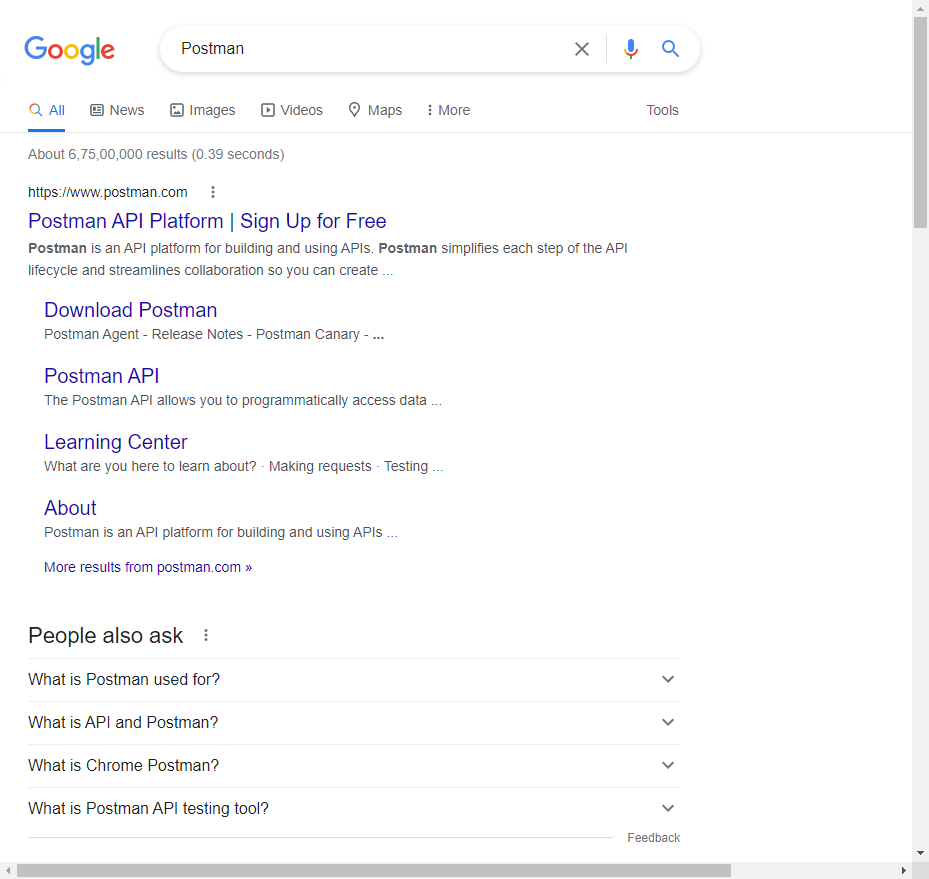 Google
Postman
All News Images Videos Maps More Tools
About 6,75,00,000 results (0.39 seconds)
https://www.postman.com
Postman API Platform | Sign Up for Free
Postman is an API platform for building and using APIs. Postman simplifies each step of the API
lifecycle and streamlines collaboration so you can create ...
Download Postman
Postman Agent - Release Notes - Postman Canary - ...
Postman API
The Postman API allows you to programmatically access data ...
Learning Center
What are you here to learn about? · Making requests · Testing ...
About
Postman is an API platform for building and using APIs ...
More results from postman.com »
People also ask
What is Postman used for?
What is API and Postman?
What is Chrome Postman?
What is Postman API testing tool?
Feedback